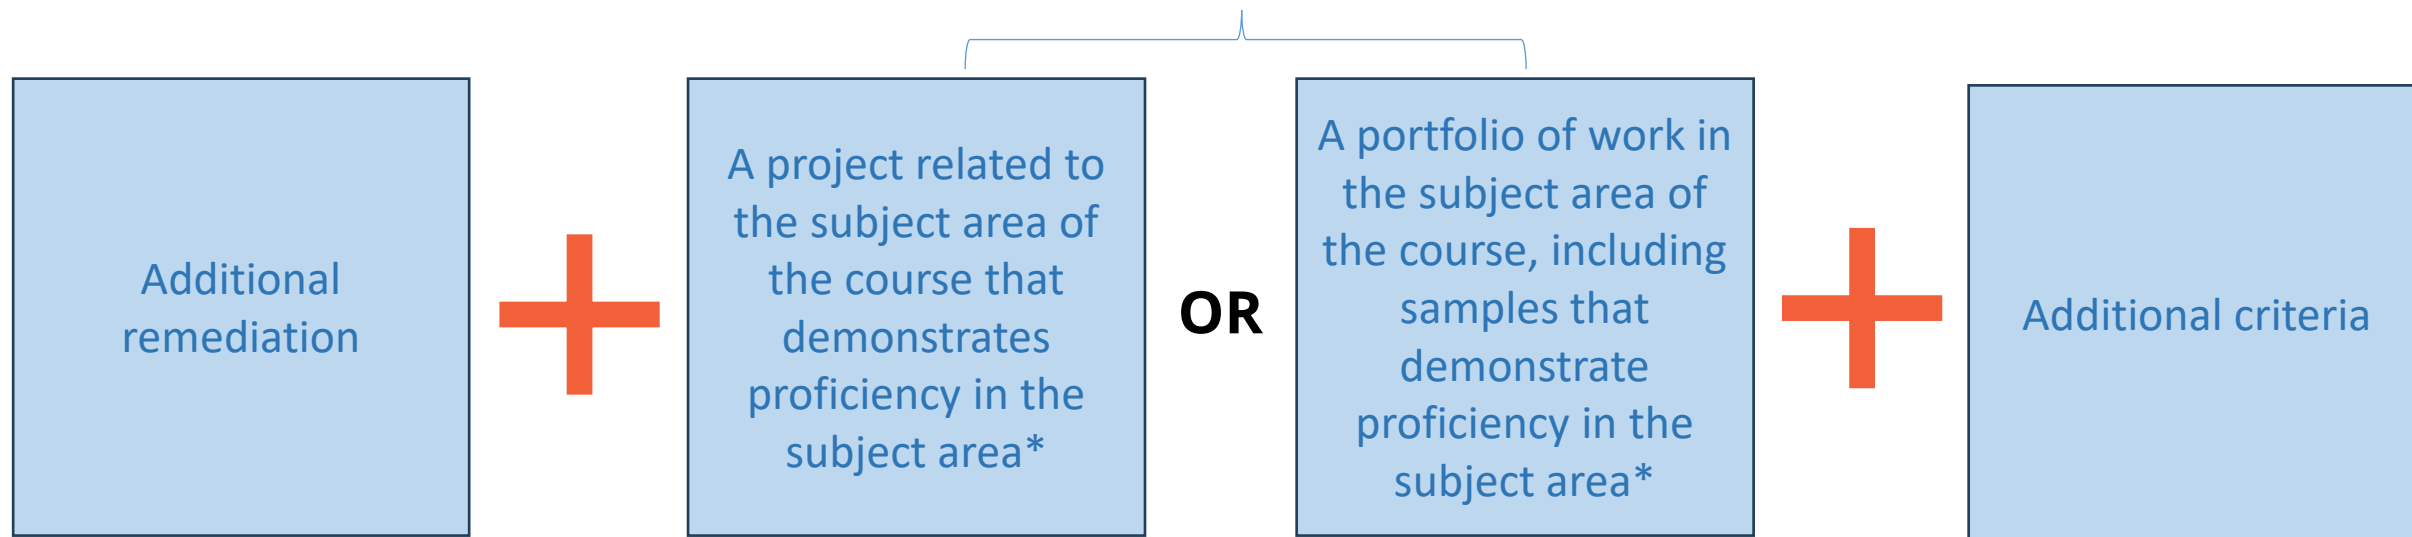 Additional
remediation
A project related to
the subject area of
the course that
demonstrates
proficiency in the
subject area*
OR
A portfolio of work in
the subject area of
the course, including
samples that
demonstrate
proficiency in the
subject area*
Additional criteria